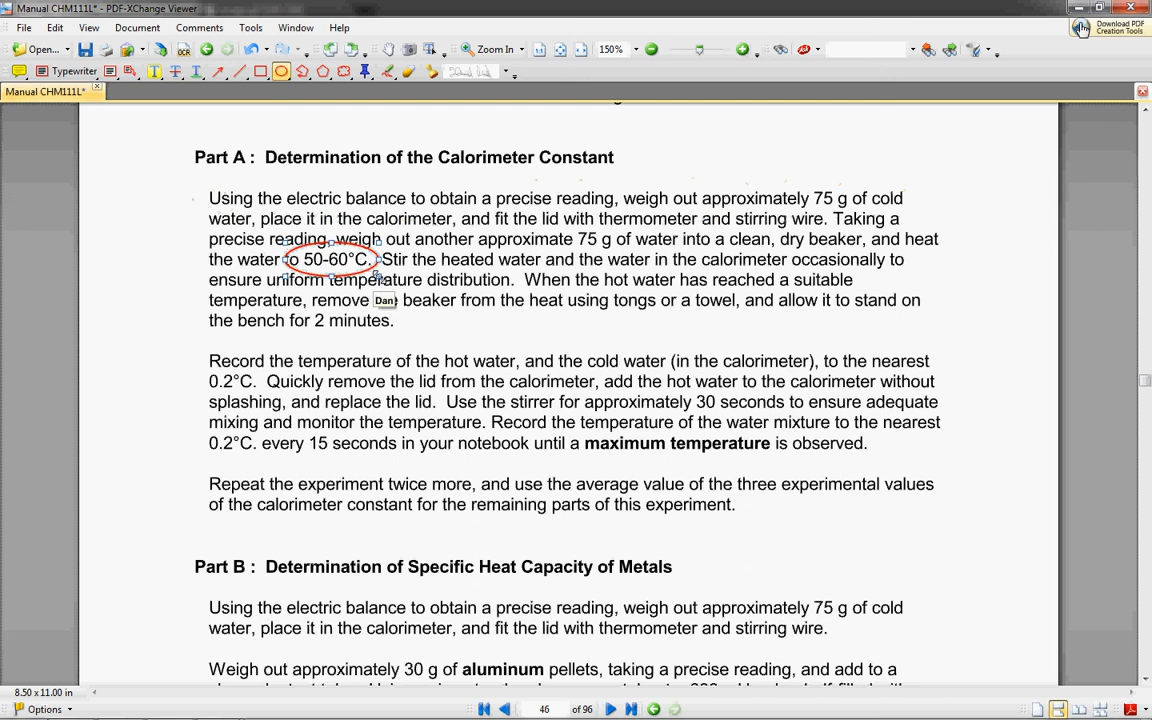 Manual CHM111L* - PDF-XChange Viewer
File Edit View Document Comments Tools Window Help
Download PDF
Creation Tools
Open... OCR Zoom In 150%
Typewriter
Manual CHM111L*
Part A : Determination of the Calorimeter Constant
Using the electric balance to obtain a precise reading, weigh out approximately 75 g of cold
water, place it in the calorimeter, and fit the lid with thermometer and stirring wire. Taking a
precise reading, weigh out another approximate 75 g of water into a clean, dry beaker, and heat
the water to 50-60°C. Stir the heated water and the water in the calorimeter occasionally to
ensure uniform temperature distribution. When the hot water has reached a suitable
temperature, remove beaker from the heat using tongs or a towel, and allow it to stand on
Dan
the bench for 2 minutes.
Record the temperature of the hot water, and the cold water (in the calorimeter), to the nearest
0.2°C. Quickly remove the lid from the calorimeter, add the hot water to the calorimeter without
splashing, and replace the lid. Use the stirrer for approximately 30 seconds to ensure adequate
mixing and monitor the temperature. Record the temperature of the water mixture to the nearest
0.2°C. every 15 seconds in your notebook until a maximum temperature is observed.
Repeat the experiment twice more, and use the average value of the three experimental values
of the calorimeter constant for the remaining parts of this experiment.
Part B : Determination of Specific Heat Capacity of Metals
Using the electric balance to obtain a precise reading, weigh out approximately 75 g of cold
water, place it in the calorimeter, and fit the lid with thermometer and stirring wire.
Weigh out approximately 30 g of aluminum pellets, taking a precise reading, and add to a
8.50 x 11.00 in
Options 46 of 96